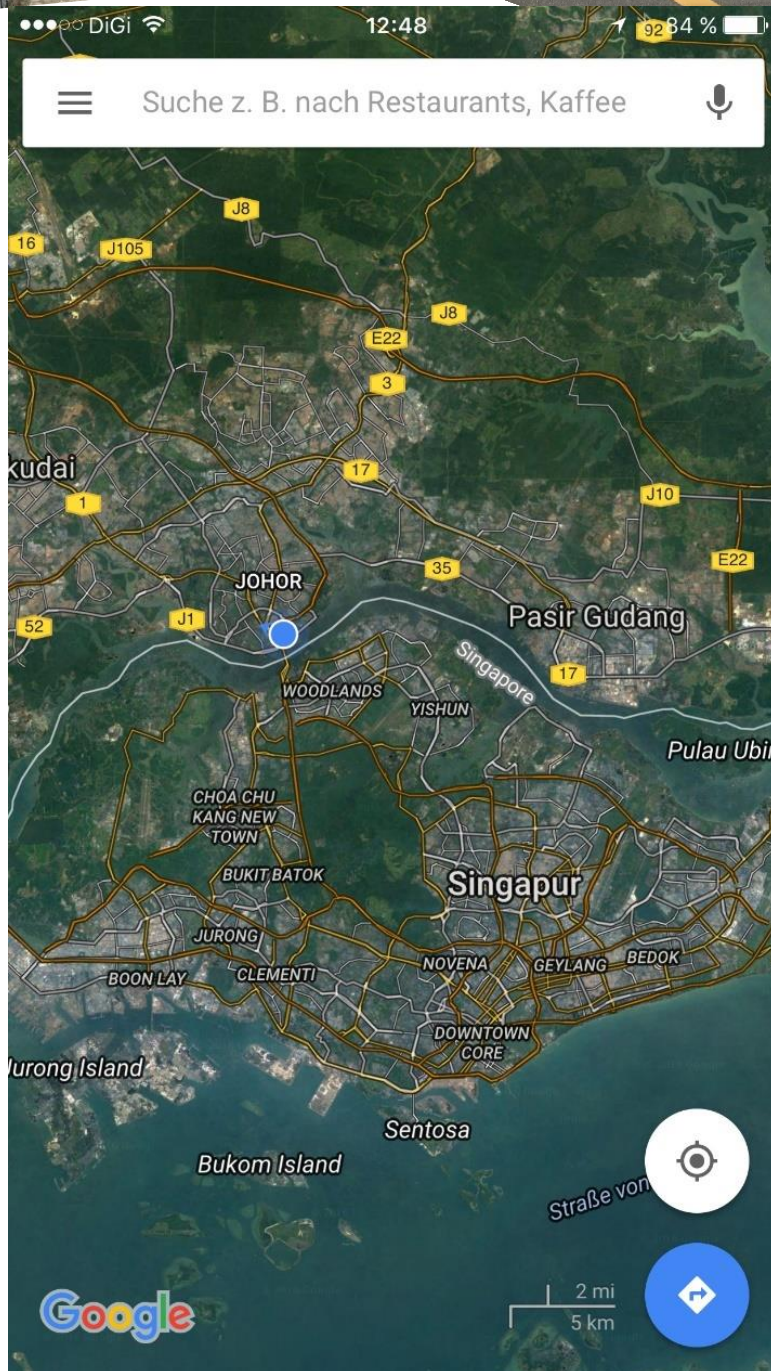 DiGi 12:48 84 %
92
Suche z. B. nach Restaurants, Kaffee
J8
16
J105
J8
E22
3
kudai
17
1
J10
35
E22
JOHOR
52
J1
Pasir Gudang
Singapore
17
WOODLANDS
YISHUN
Pulau Ubi
CHOA CHU
KANG NEW
TOWN
BUKIT BATOK
Singapur
JURONG
NOVENA
GEYLANG
BEDOK
BOON LAY
CLEMENTI
DOWNTOWN
CORE
Jurong Island
Sentosa
Bukom Island
Straße von
Google
2 mi
5 km